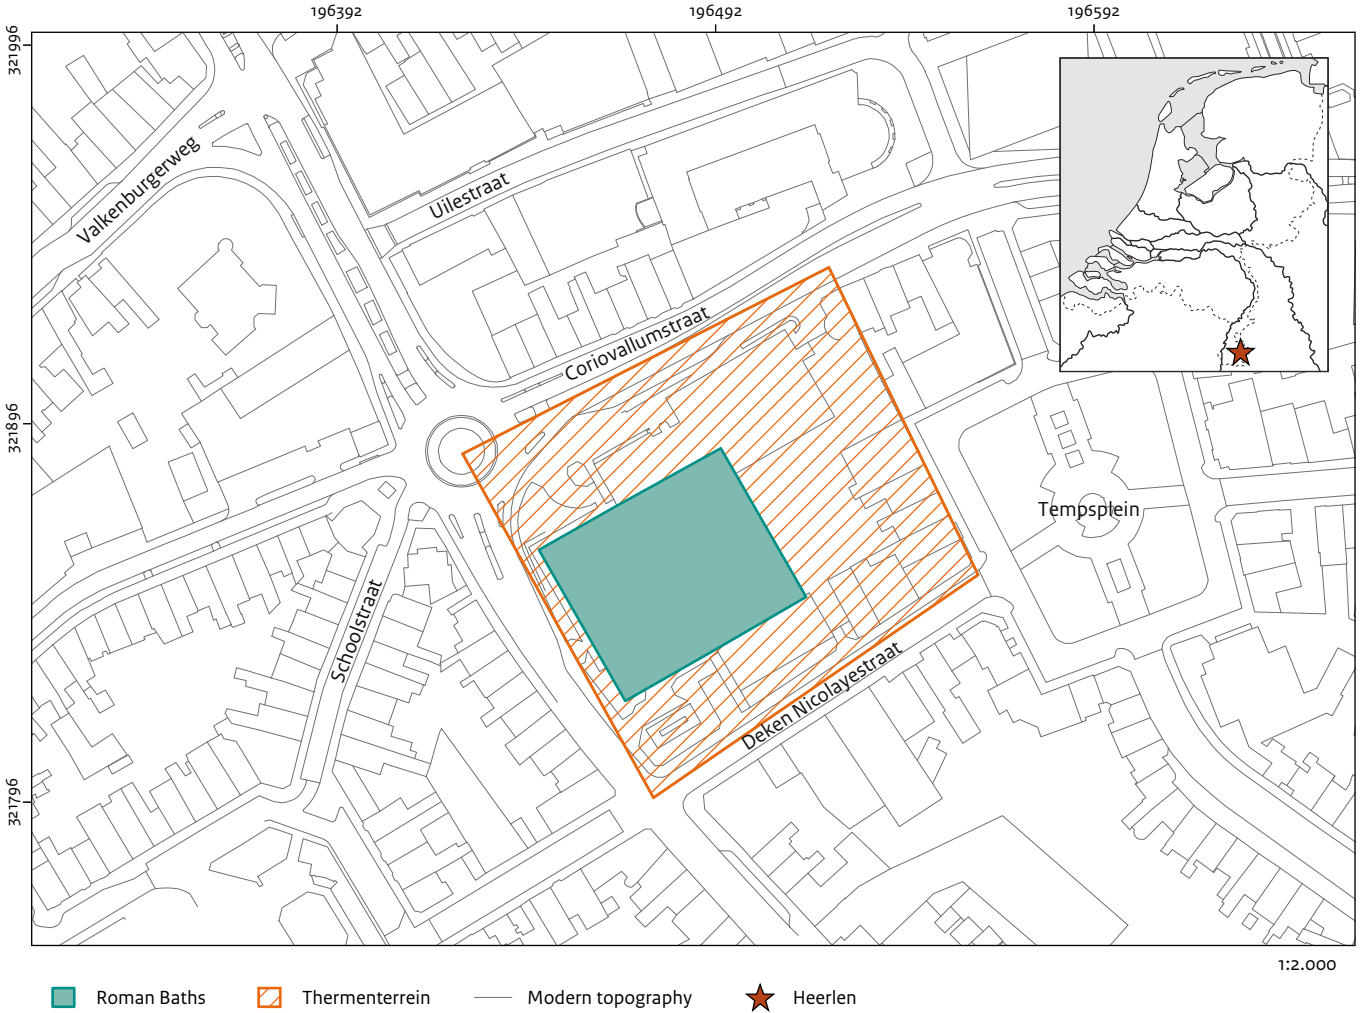 196392
196492
196592
321996
Valkenburgerweg
Uilestraat
Coriovallumstraat
321896
Tempsplein
Schoolstraat
Deken Nicolayestraat
321796
1:2.000
Roman Baths
Thermenterrein
Modern topography
Heerlen